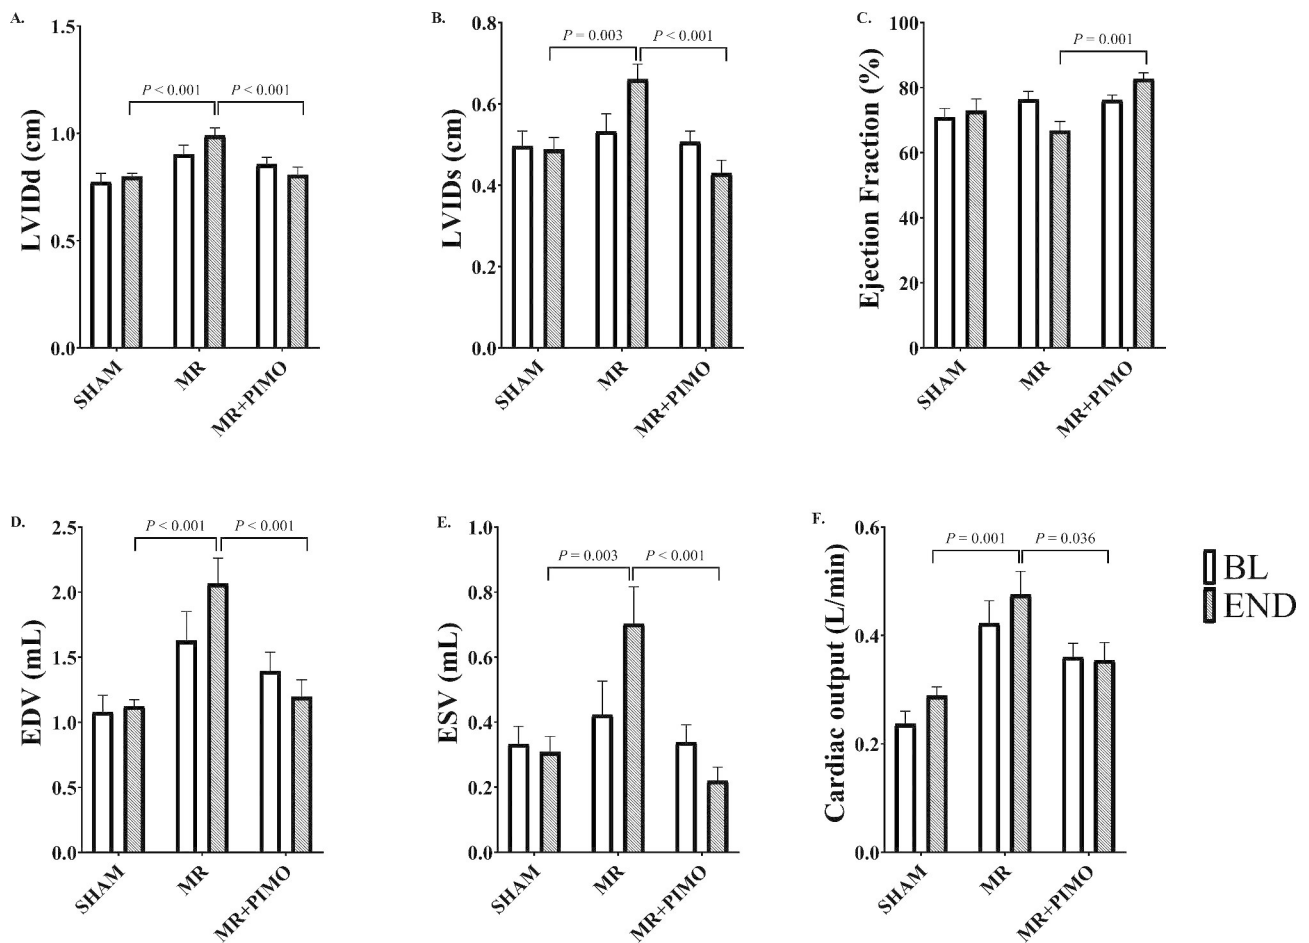 A.
1.5
1.0
0.5
0.0
LVIDd (cm)
P < 0.001
P < 0.001
SHAM
MR
MR+PIMO
B.
0.8
0.6
0.4
0.2
0.0
LVIDs (cm)
P = 0.003
P < 0.001
SHAM
MR
MR+PIMO
C.
100
80
60
40
20
0
Ejection Fraction (%)
P = 0.001
SHAM
MR
MR+PIMO
D.
2.5
2.0
1.5
1.0
0.5
0.0
EDV (mL)
P < 0.001
P < 0.001
SHAM
MR
MR+PIMO
E.
1.0
0.8
0.6
0.4
0.2
0.0
ESV (mL)
P = 0.003
P < 0.001
SHAM
MR
MR+PIMO
F.
0.6
0.4
0.2
0.0
Cardiac output (L/min)
P = 0.001
P = 0.036
SHAM
MR
MR+PIMO
BL
END